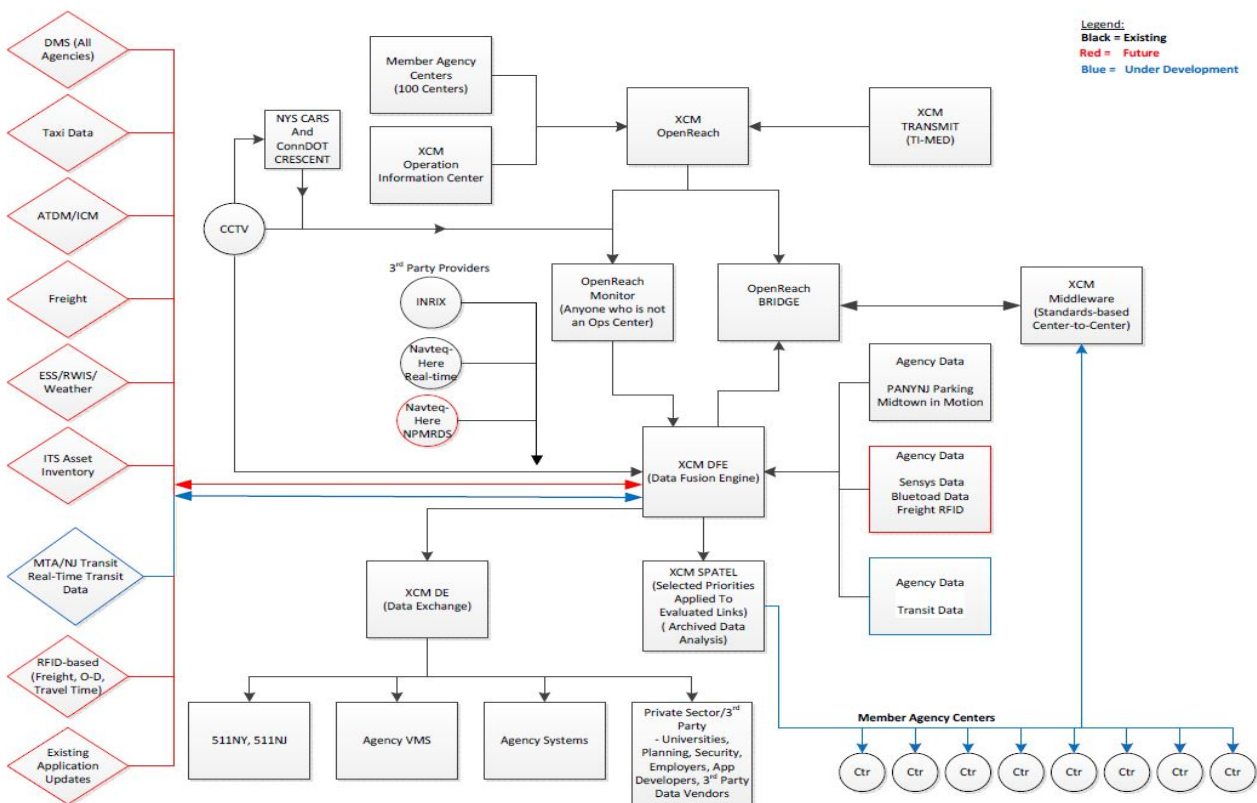 Legend:
Black = Existing
Red = Future
Blue = Under Development
DMS (All
Agencies)
Taxi Data
ATDM/ICM
Freight
ESS/RWIS/
Weather
ITS Asset
Inventory
MTA/NJ Transit
Real-Time Transit
Data
RFID-based
(Freight, O-D,
Travel Time)
Existing
Application
Updates
NYS CARS
And
ConnDOT
CRESCENT
CCTV
Member Agency
Centers
(100 Centers)
XCM
Operation
Information Center
XCM
OpenReach
XCM
TRANSMIT
(TI-MED)
3rd Party Providers
INRIX
Navteq-
Here
Real-time
Navteq-
Here
NPMRDS
OpenReach
Monitor
(Anyone who is not
an Ops Center)
OpenReach
BRIDGE
XCM
Middleware
(Standards-based
Center-to-Center)
Agency Data
PANYNJ Parking
Midtown in Motion
Agency Data
Sensys Data
Bluetoad Data
Freight RFID
Agency Data
Transit Data
XCM DFE
(Data Fusion Engine)
XCM DE
(Data Exchange)
XCM SPATEL
(Selected Priorities
Applied To
Evaluated Links)
( Archived Data
Analysis)
511NY, 511NJ
Agency VMS
Agency Systems
Private Sector/3rd
Party
- Universities,
Planning, Security,
Employers, App
Developers, 3rd Party
Data Vendors
Member Agency Centers
Ctr
Ctr
Ctr
Ctr
Ctr
Ctr
Ctr
Ctr